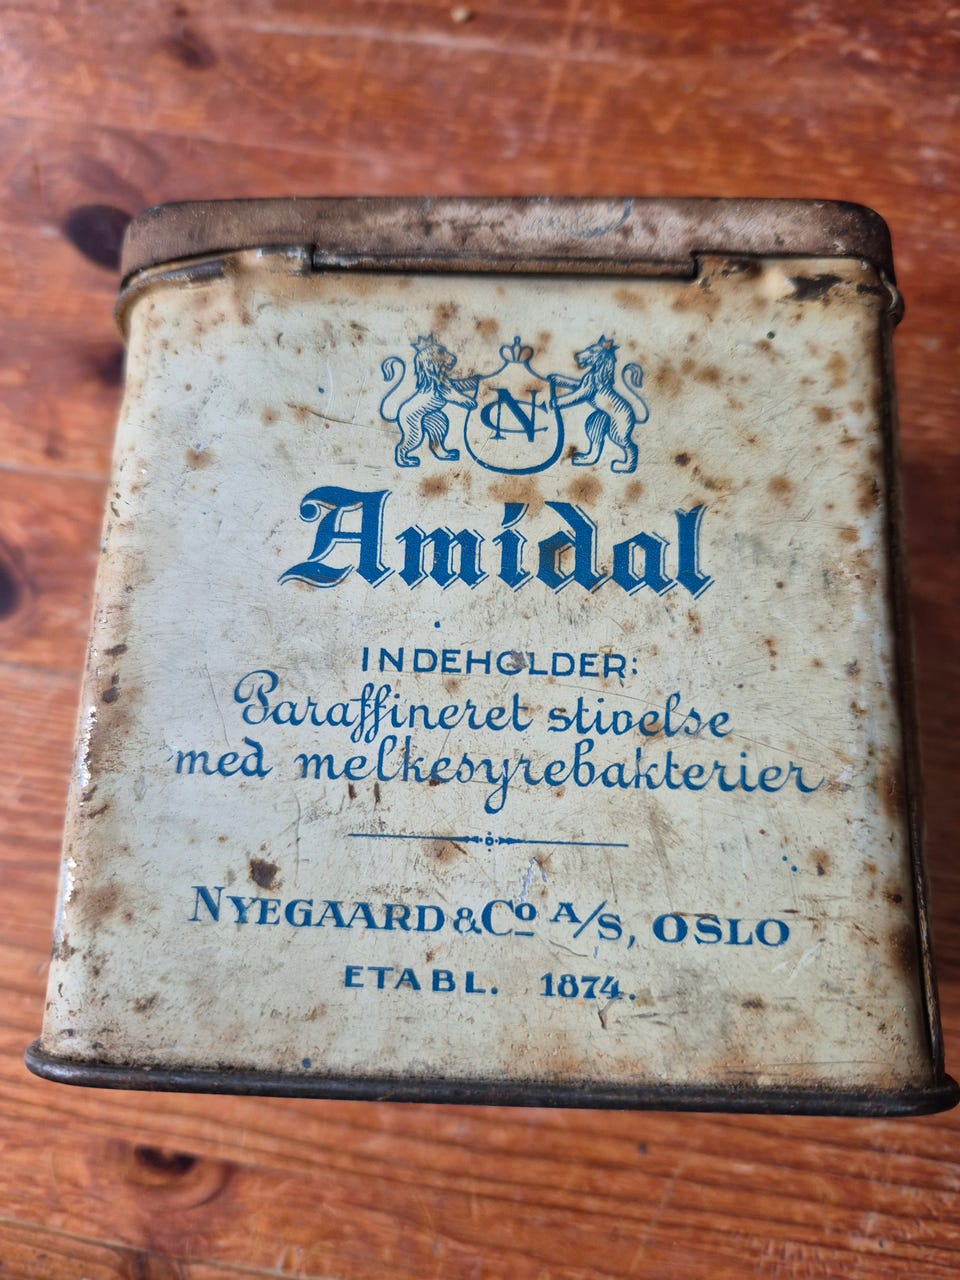 NC
Amidal
INDEHOLDER:
Paraffineret stivelse
med melkesyrebakterier
NYEGAARD & Cº A/S, OSLO
ETABL. 1874.